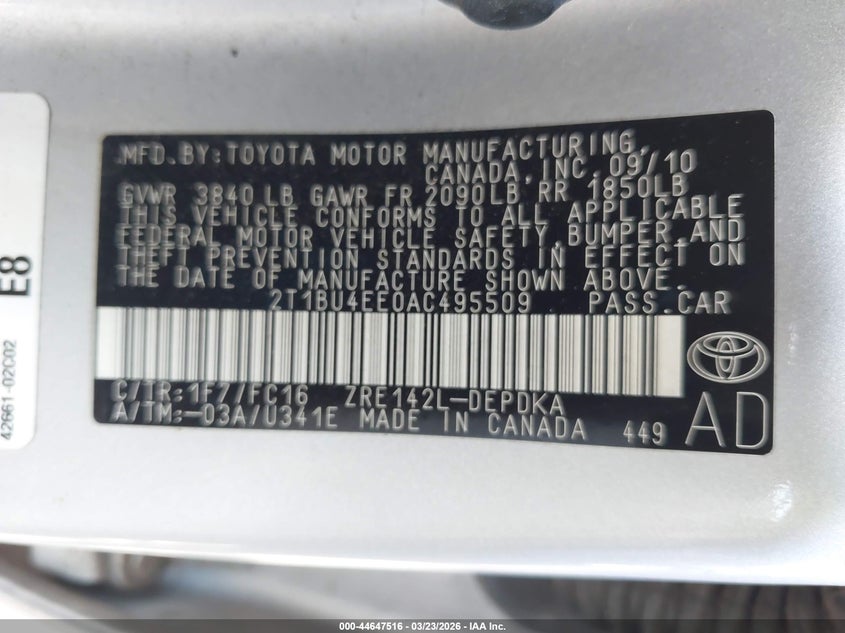 MFD.BY:TOYOTA MOTOR MANUFACTURING,
CANADA, INC. 09/10
GVWR 3840 LB GAWR FR 2090LB RR 1850LB
THIS VEHICLE CONFORMS TO ALL APPLICABLE
FEDERAL MOTOR VEHICLE SAFETY, BUMPER, AND
THEFT PREVENTION STANDARDS IN EFFECT ON
THE DATE OF MANUFACTURE SHOWN ABOVE.
2T1BU4EE0AC495509 PASS.CAR
C/TR:1F7/FC16 ZRE142L-DEPDKA
A/TM:-03A/U341E MADE IN CANADA 449
AD
E8
42661-02C02
000-44647516 — 03/23/2026 — IAA Inc.